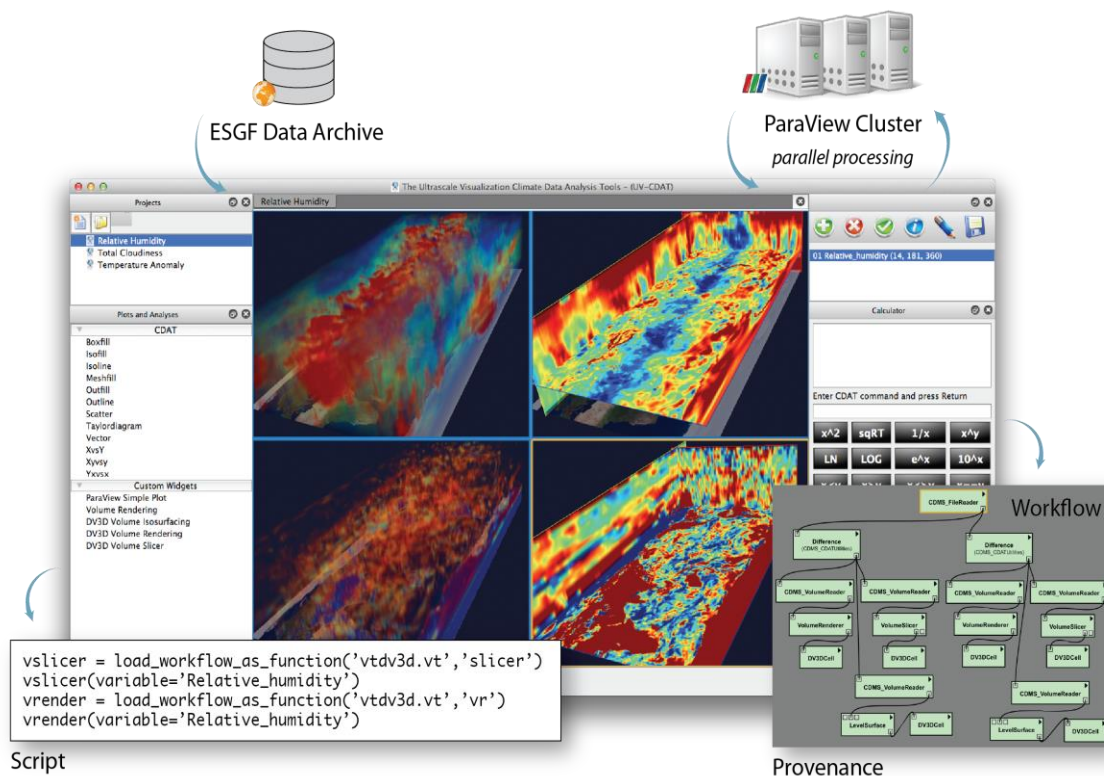 ESGF Data Archive
ParaView Cluster
parallel processing
The Ultrascale Visualization Climate Data Analysis Tools - (UV-CDAT)
Projects
Relative Humidity
Total Cloudiness
Temperature Anomaly
Plots and Analyses
CDAT
Boxfill
Isofill
Isoline
Meshfill
Outfill
Outline
Scatter
Taylordiagram
Vector
XvsY
Xyvsy
Yxvsx
Custom Widgets
ParaView Simple Plot
Volume Rendering
DV3D Volume Isosurfacing
DV3D Volume Rendering
DV3D Volume Slicer
Relative Humidity
01 Relative_humidity (14, 181, 360)
Calculator
Enter CDAT command and press Return
x^2 sqRT 1/x x^y
LN LOG e^x 10^x
Workflow
CDMS_FileReader
Difference
(CDMS_CDATUtilities)
Difference
(CDMS_CDATUtilities)
CDMS_VolumeReader CDMS_VolumeReader CDMS_VolumeReader CDMS_VolumeReader
VolumeRenderer VolumeSlicer VolumeRenderer VolumeSlicer
DV3DCell DV3DCell DV3DCell DV3DCell
CDMS_VolumeReader CDMS_VolumeReader
LevelSurface DV3DCell LevelSurface DV3DCell
Provenance
vslicer = load_workflow_as_function(’vtdv3d.vt’,’slicer’)
vslicer(variable=’Relative_humidity’)
vrender = load_workflow_as_function(’vtdv3d.vt’,’vr’)
vrender(variable=’Relative_humidity’)
Script